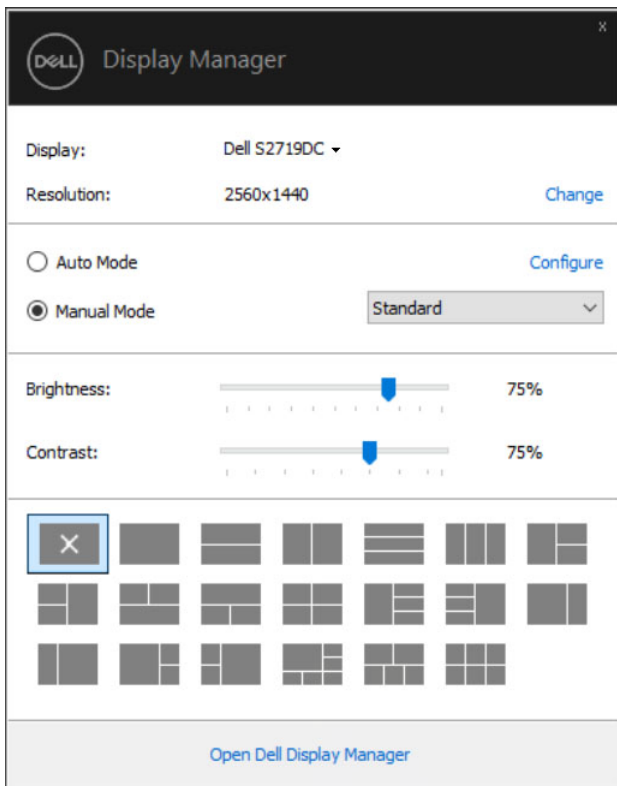 x
DELL Display Manager
Display: Dell S2719DC
Resolution: 2560x1440 Change
Auto Mode Configure
Manual Mode Standard
Brightness: 75%
Contrast: 75%
Open Dell Display Manager